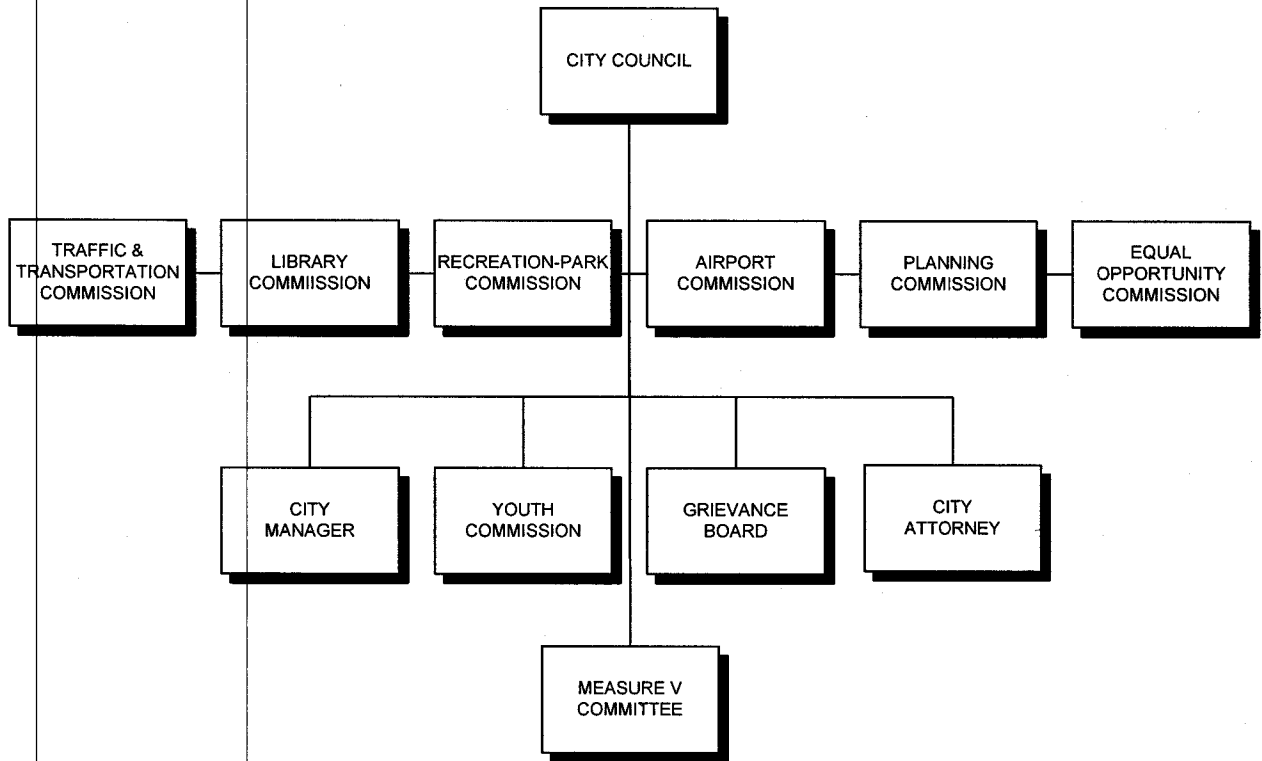 CITY COUNCIL
TRAFFIC &
TRANSPORTATION
COMMISSION
LIBRARY
COMMIISSION
RECREATION-PARK
COMMISSION
AIRPORT
COMMISSION
PLANNING
COMMISSION
EQUAL
OPPORTUNITY
COMMISSION
CITY
MANAGER
YOUTH
COMMISSION
GRIEVANCE
BOARD
CITY
ATTORNEY
MEASURE V
COMMITTEE